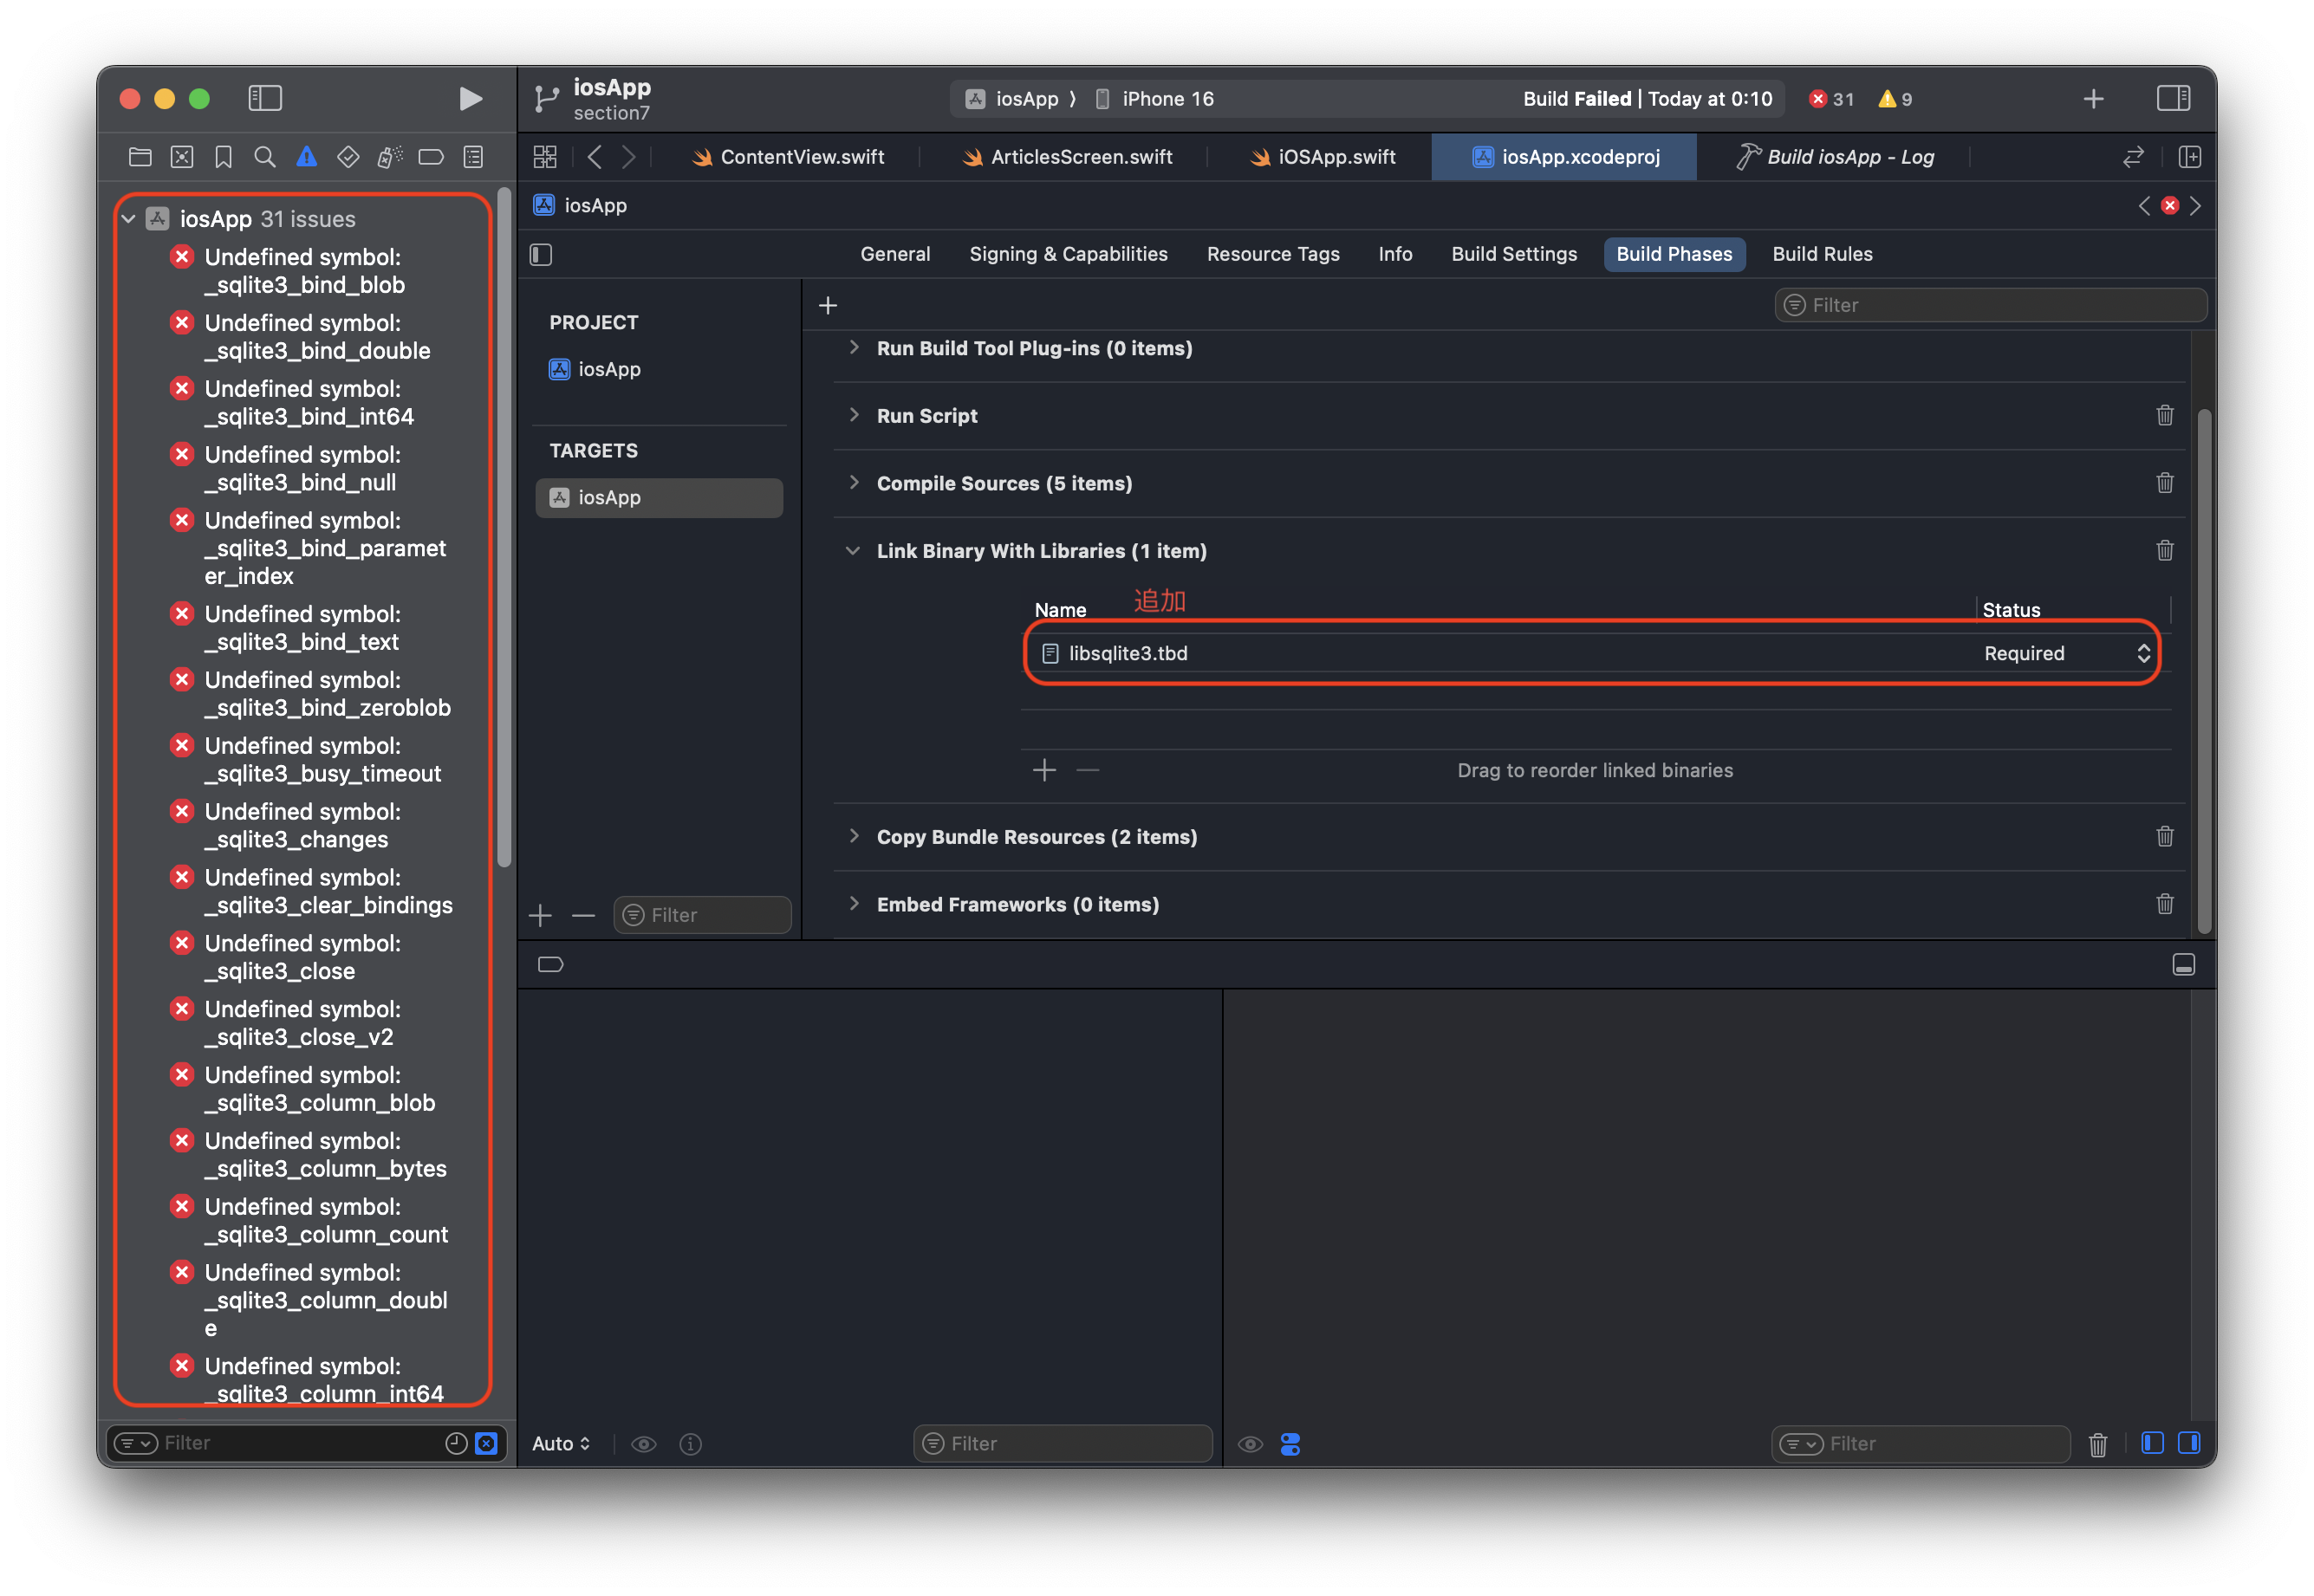 iosApp
section7
iosApp ⟩ iPhone 16
Build Failed | Today at 0:10
31
9
ContentView.swift
ArticlesScreen.swift
iOSApp.swift
iosApp.xcodeproj
Build iosApp - Log
iosApp 31 issues
Undefined symbol:
_sqlite3_bind_blob
Undefined symbol:
_sqlite3_bind_double
Undefined symbol:
_sqlite3_bind_int64
Undefined symbol:
_sqlite3_bind_null
Undefined symbol:
_sqlite3_bind_paramet
er_index
Undefined symbol:
_sqlite3_bind_text
Undefined symbol:
_sqlite3_bind_zeroblob
Undefined symbol:
_sqlite3_busy_timeout
Undefined symbol:
_sqlite3_changes
Undefined symbol:
_sqlite3_clear_bindings
Undefined symbol:
_sqlite3_close
Undefined symbol:
_sqlite3_close_v2
Undefined symbol:
_sqlite3_column_blob
Undefined symbol:
_sqlite3_column_bytes
Undefined symbol:
_sqlite3_column_count
Undefined symbol:
_sqlite3_column_doubl
e
Undefined symbol:
_sqlite3_column_int64
Filter
iosApp
General
Signing & Capabilities
Resource Tags
Info
Build Settings
Build Phases
Build Rules
PROJECT
iosApp
TARGETS
iosApp
Filter
Filter
Run Build Tool Plug-ins (0 items)
Run Script
Compile Sources (5 items)
Link Binary With Libraries (1 item)
追加
Name
Status
libsqlite3.tbd
Required
Drag to reorder linked binaries
Copy Bundle Resources (2 items)
Embed Frameworks (0 items)
Auto
Filter
Filter